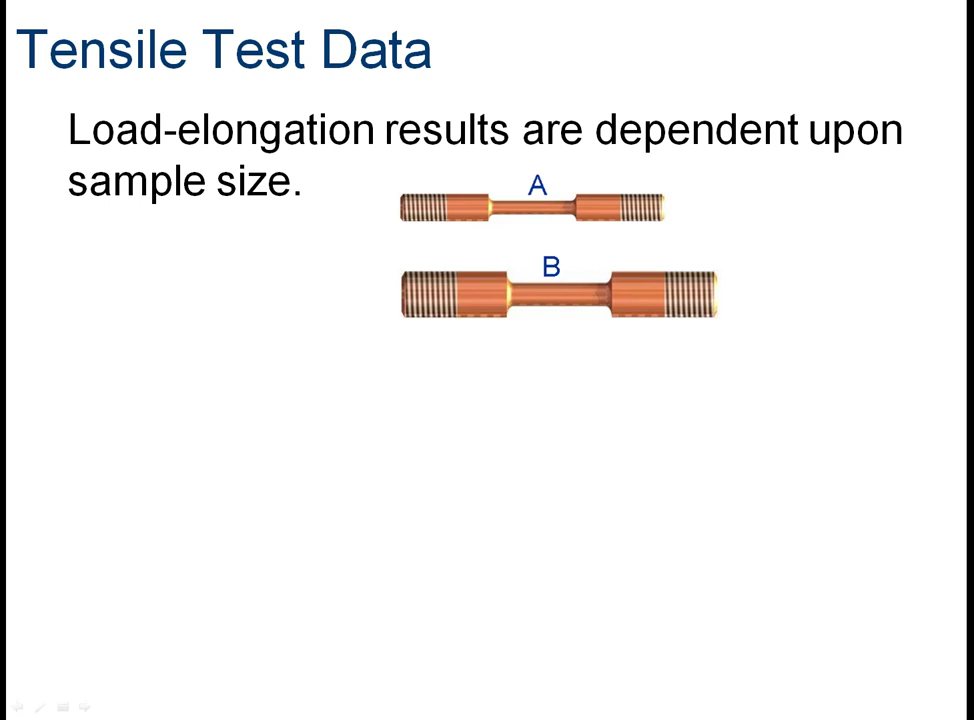 Tensile Test Data
Load-elongation results are dependent upon
sample size.
A
B